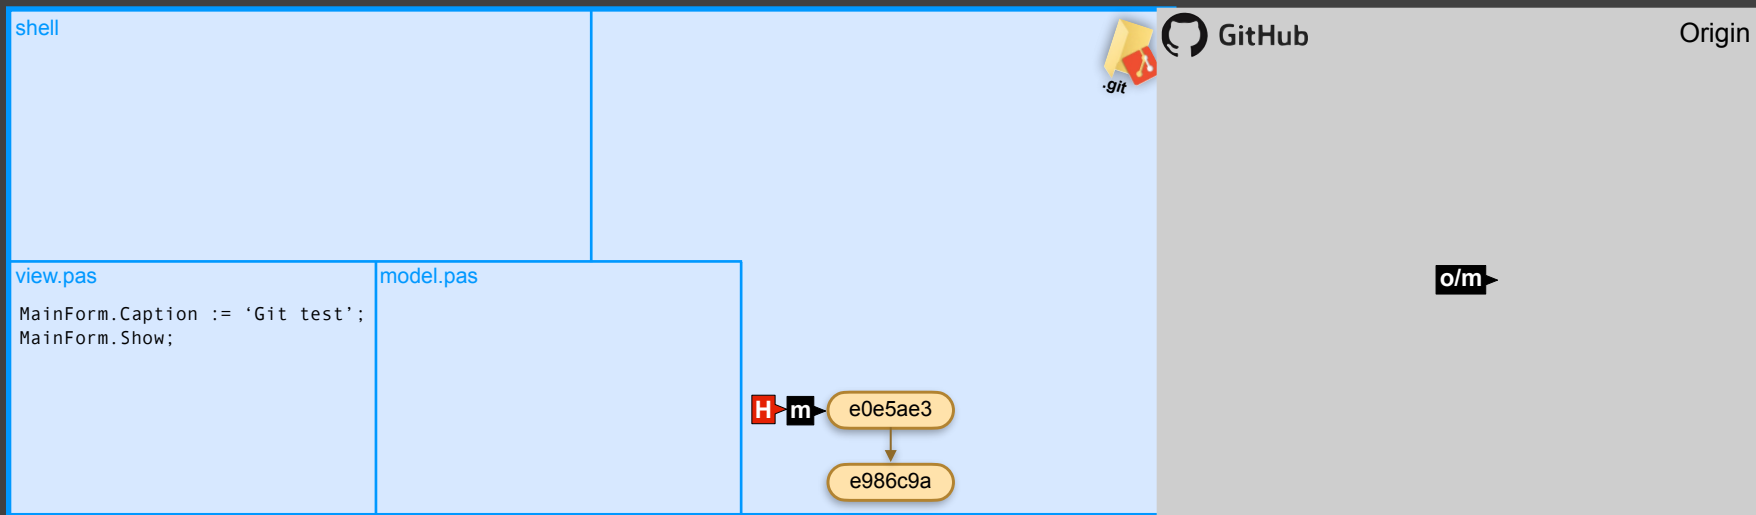 shell
.git
GitHub
Origin
view.pas
model.pas
o/m
MainForm.Caption := ‘Git test’;
MainForm.Show;
H
m
e0e5ae3
e986c9a